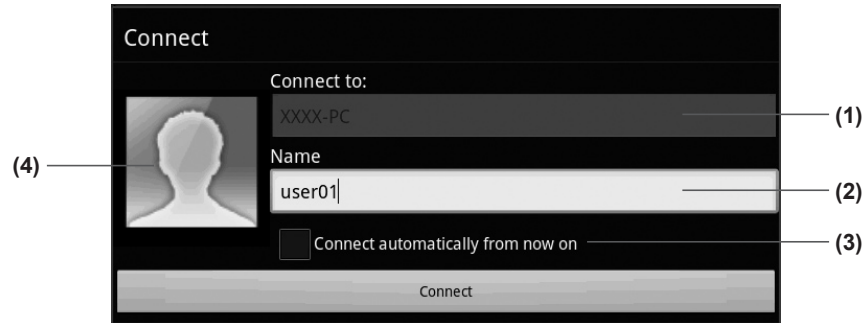 Connect
Connect to:
XXXX-PC
(1)
(4)
Name
user01
(2)
Connect automatically from now on
(3)
Connect